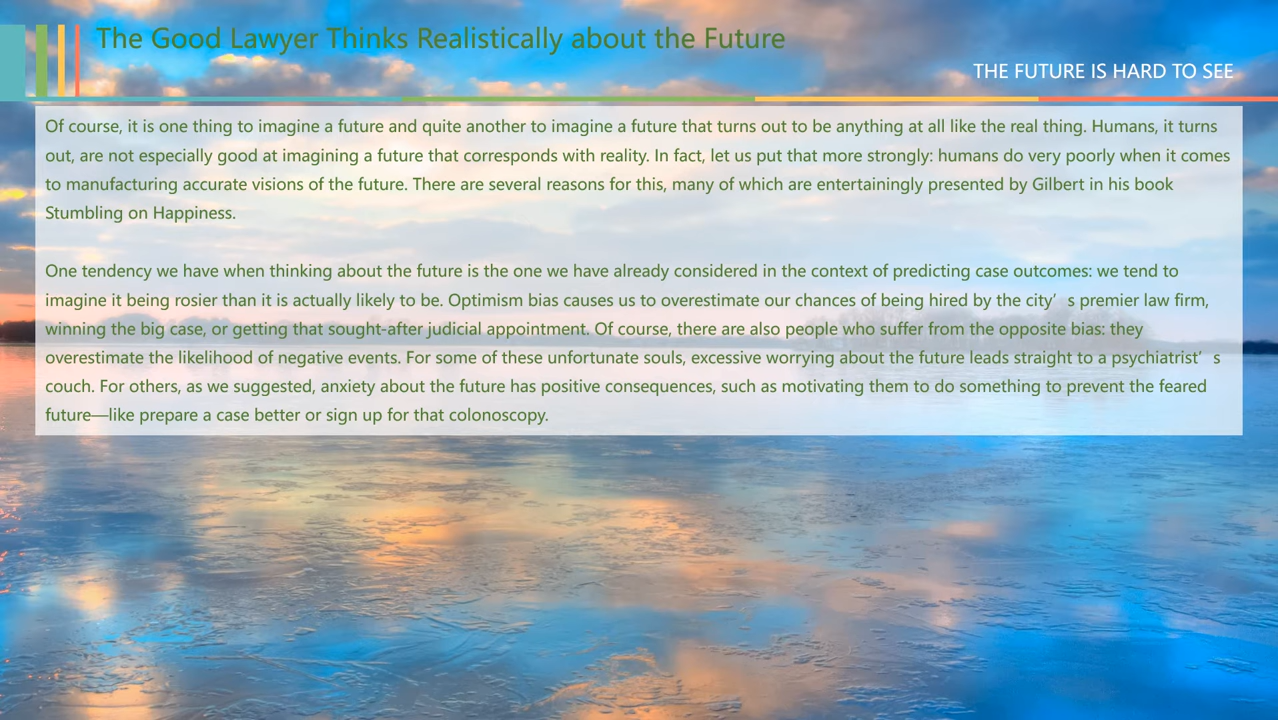 The Good Lawyer Thinks Realistically about the Future
THE FUTURE IS HARD TO SEE
Of course, it is one thing to imagine a future and quite another to imagine a future that turns out to be anything at all like the real thing. Humans, it turns
out, are not especially good at imagining a future that corresponds with reality. In fact, let us put that more strongly: humans do very poorly when it comes
to manufacturing accurate visions of the future. There are several reasons for this, many of which are entertainingly presented by Gilbert in his book
Stumbling on Happiness.
One tendency we have when thinking about the future is the one we have already considered in the context of predicting case outcomes: we tend to
imagine it being rosier than it is actually likely to be. Optimism bias causes us to overestimate our chances of being hired by the city’s premier law firm,
winning the big case, or getting that sought-after judicial appointment. Of course, there are also people who suffer from the opposite bias: they
overestimate the likelihood of negative events. For some of these unfortunate souls, excessive worrying about the future leads straight to a psychiatrist’s
couch. For others, as we suggested, anxiety about the future has positive consequences, such as motivating them to do something to prevent the feared
future—like prepare a case better or sign up for that colonoscopy.